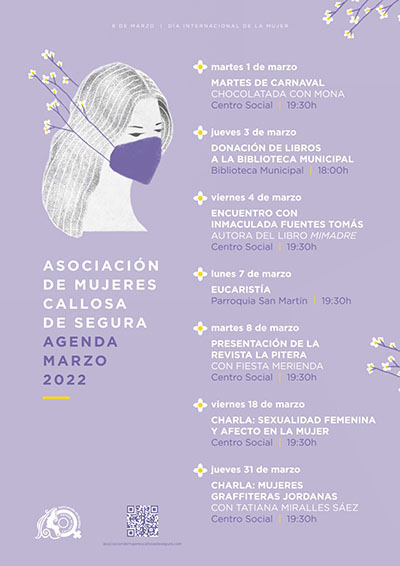 8 DE MARZO | DÍA INTERNACIONAL DE LA MUJER
ASOCIACIÓN
DE MUJERES
CALLOSA
DE SEGURA
AGENDA
MARZO
2022
martes 1 de marzo
MARTES DE CARNAVAL
CHOCOLATADA CON MONA
Centro Social | 19:30h
jueves 3 de marzo
DONACIÓN DE LIBROS
A LA BIBLIOTECA MUNICIPAL
Biblioteca Municipal | 18:00h
viernes 4 de marzo
ENCUENTRO CON
INMACULADA FUENTES TOMÁS
AUTORA DEL LIBRO MIMADRE
Centro Social | 19:30h
lunes 7 de marzo
EUCARISTÍA
Parroquia San Martín | 19:30h
martes 8 de marzo
PRESENTACIÓN DE LA
REVISTA LA PITERA
CON FIESTA MERIENDA
Centro Social | 19:30h
viernes 18 de marzo
CHARLA: SEXUALIDAD FEMENINA
Y AFECTO EN LA MUJER
Centro Social | 19:30h
jueves 31 de marzo
CHARLA: MUJERES
GRAFFITERAS JORDANAS
CON TATIANA MIRALLES SÁEZ
Centro Social | 19:30h